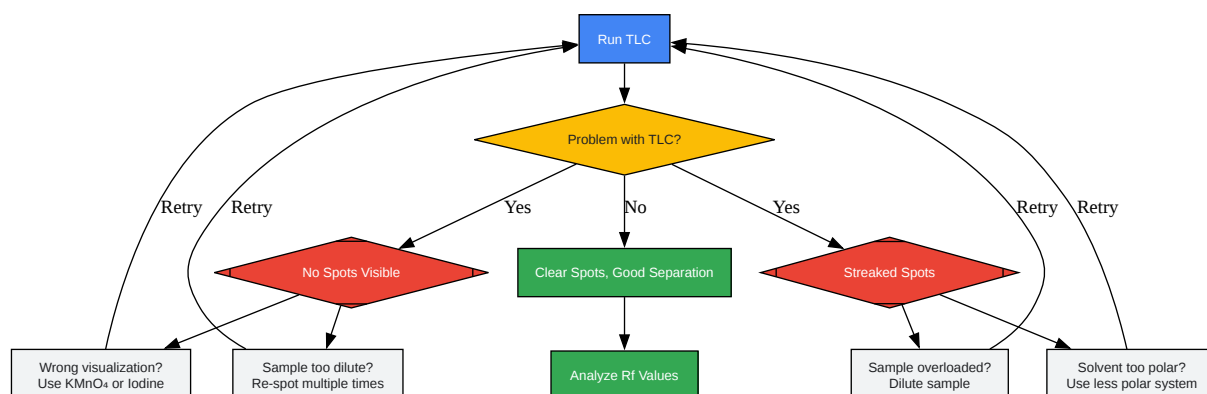 Run TLC
Problem with TLC?
Retry
Retry
Yes
No
Yes
Retry
Retry
No Spots Visible
Clear Spots, Good Separation
Streaked Spots
Wrong visualization?
Use KMnO₄ or Iodine
Sample too dilute?
Re-spot multiple times
Analyze Rf Values
Sample overloaded?
Dilute sample
Solvent too polar?
Use less polar system